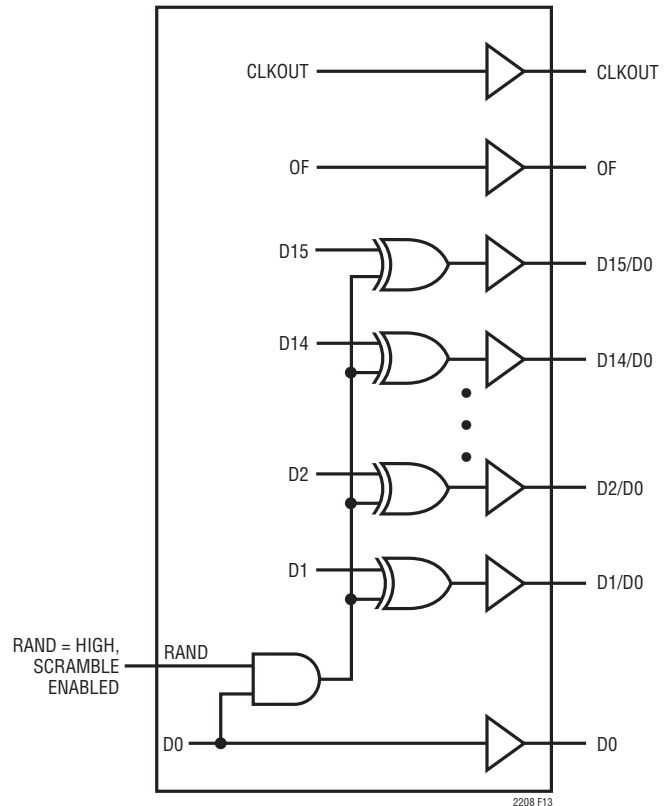 CLKOUT
CLKOUT
OF
OF
D15
D15/D0
D14
D14/D0
D2
D2/D0
D1
D1/D0
RAND = HIGH,
SCRAMBLE
ENABLED
RAND
D0
D0
2208 F13